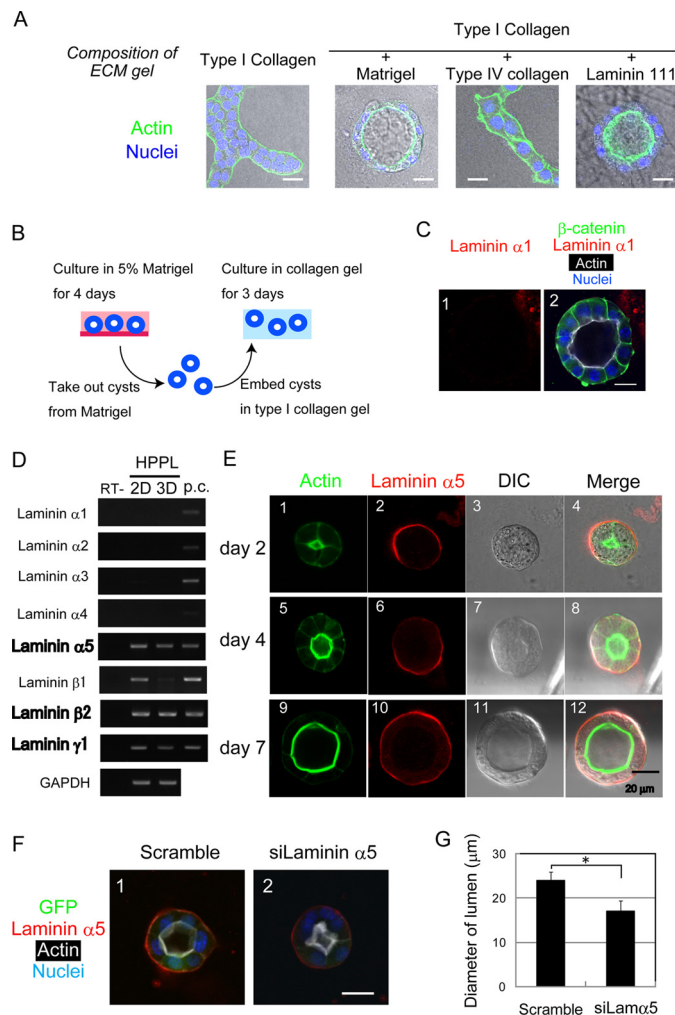 A
Composition of
ECM gel
Type I Collagen
Type I Collagen
+
Matrigel
+
Type IV collagen
+
Laminin 111
Actin
Nuclei
B
Culture in 5% Matrigel
for 4 days
Culture in collagen gel
for 3 days
Take out cysts
from Matrigel
Embed cysts
in type I collagen gel
C
Laminin α1
β-catenin
Laminin α1
Actin
Nuclei
1
2
D
HPPL
RT- 2D 3D p.c.
Laminin α1
Laminin α2
Laminin α3
Laminin α4
Laminin α5
Laminin β1
Laminin β2
Laminin γ1
GAPDH
E
Actin Laminin α5 DIC Merge
day 2
1 2 3 4
day 4
5 6 7 8
day 7
9 10 11 12
20 μm
F
Scramble siLaminin α5
GFP
Laminin α5
Actin
Nuclei
1 2
G
Diameter of lumen (μm)
30
20
10
0
*
Scramble siLamα5